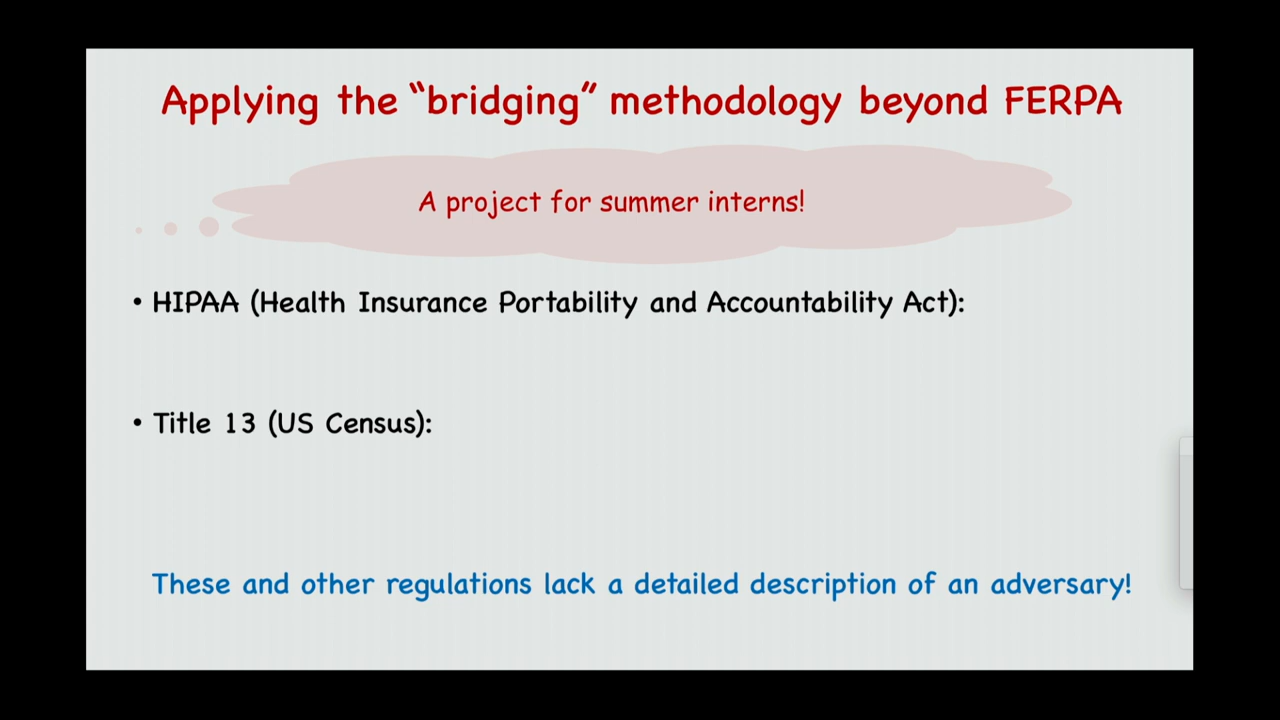 Applying the “bridging” methodology beyond FERPA
A project for summer interns!
• HIPAA (Health Insurance Portability and Accountability Act):
• Title 13 (US Census):
These and other regulations lack a detailed description of an adversary!